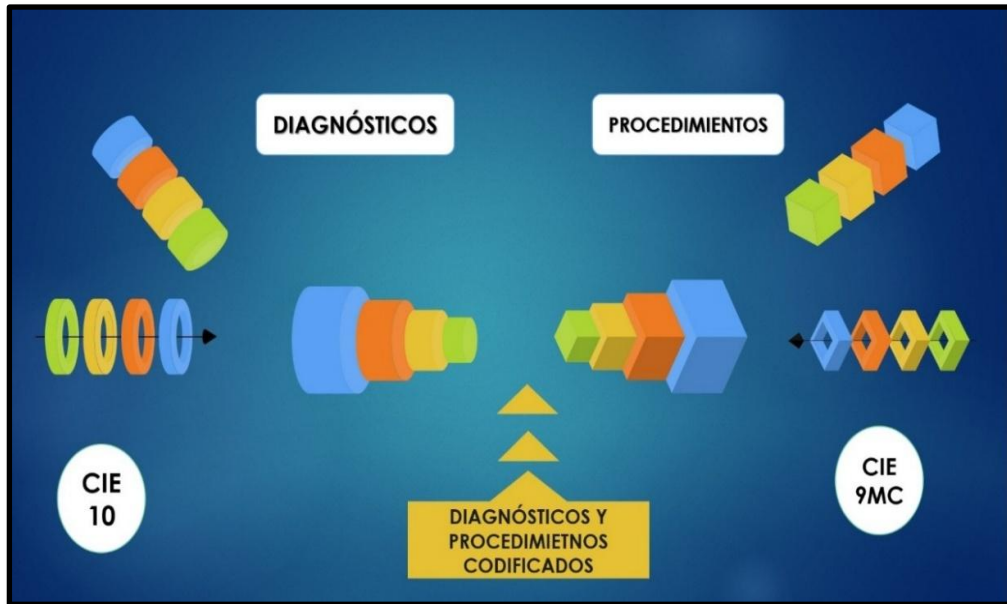 DIAGNÓSTICOS
PROCEDIMIENTOS
CIE
10
DIAGNÓSTICOS Y
PROCEDIMIETNOS
CODIFICADOS
CIE
9MC